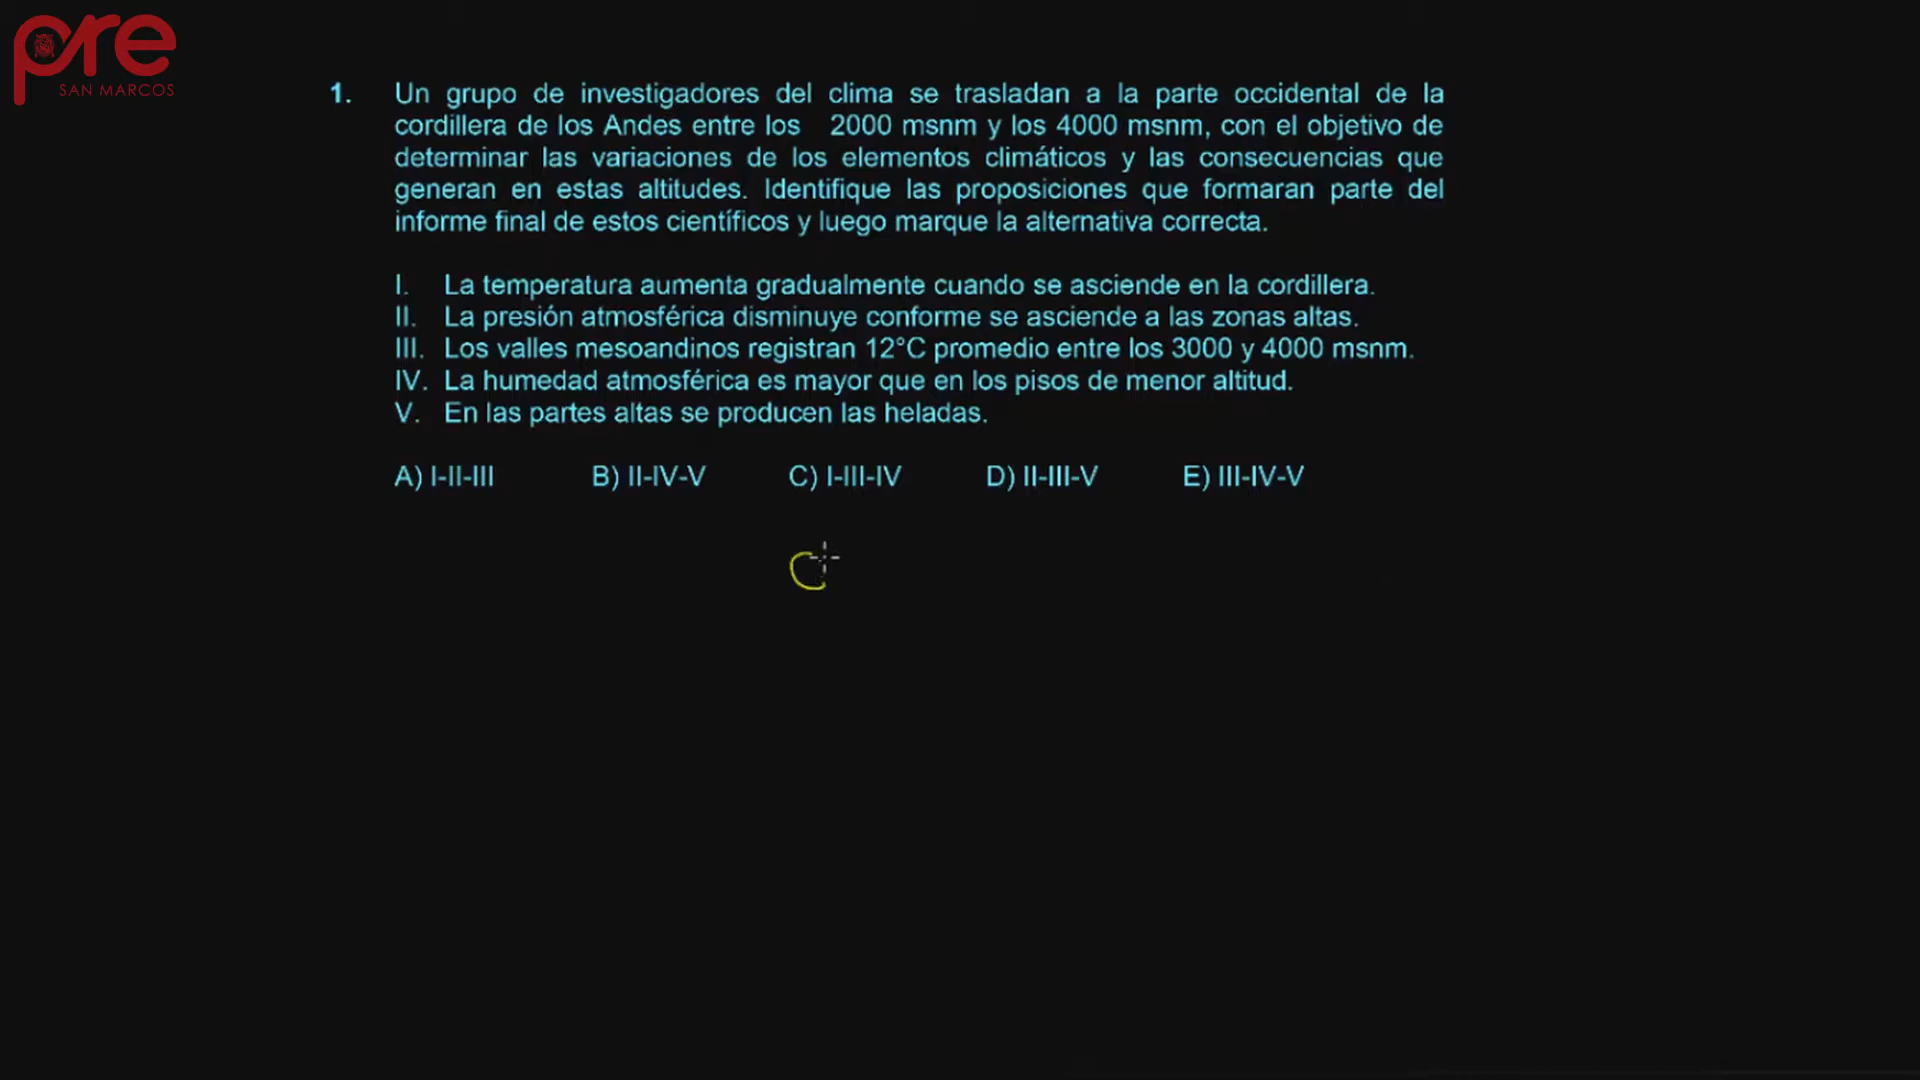 pre
SAN MARCOS
1. Un grupo de investigadores del clima se trasladan a la parte occidental de la
cordillera de los Andes entre los 2000 msnm y los 4000 msnm, con el objetivo de
determinar las variaciones de los elementos climáticos y las consecuencias que
generan en estas altitudes. Identifique las proposiciones que formaran parte del
informe final de estos científicos y luego marque la alternativa correcta.
I. La temperatura aumenta gradualmente cuando se asciende en la cordillera.
II. La presión atmosférica disminuye conforme se asciende a las zonas altas.
III. Los valles mesoandinos registran 12°C promedio entre los 3000 y 4000 msnm.
IV. La humedad atmosférica es mayor que en los pisos de menor altitud.
V. En las partes altas se producen las heladas.
A) I-II-III B) II-IV-V C) I-III-IV D) II-III-V E) III-IV-V